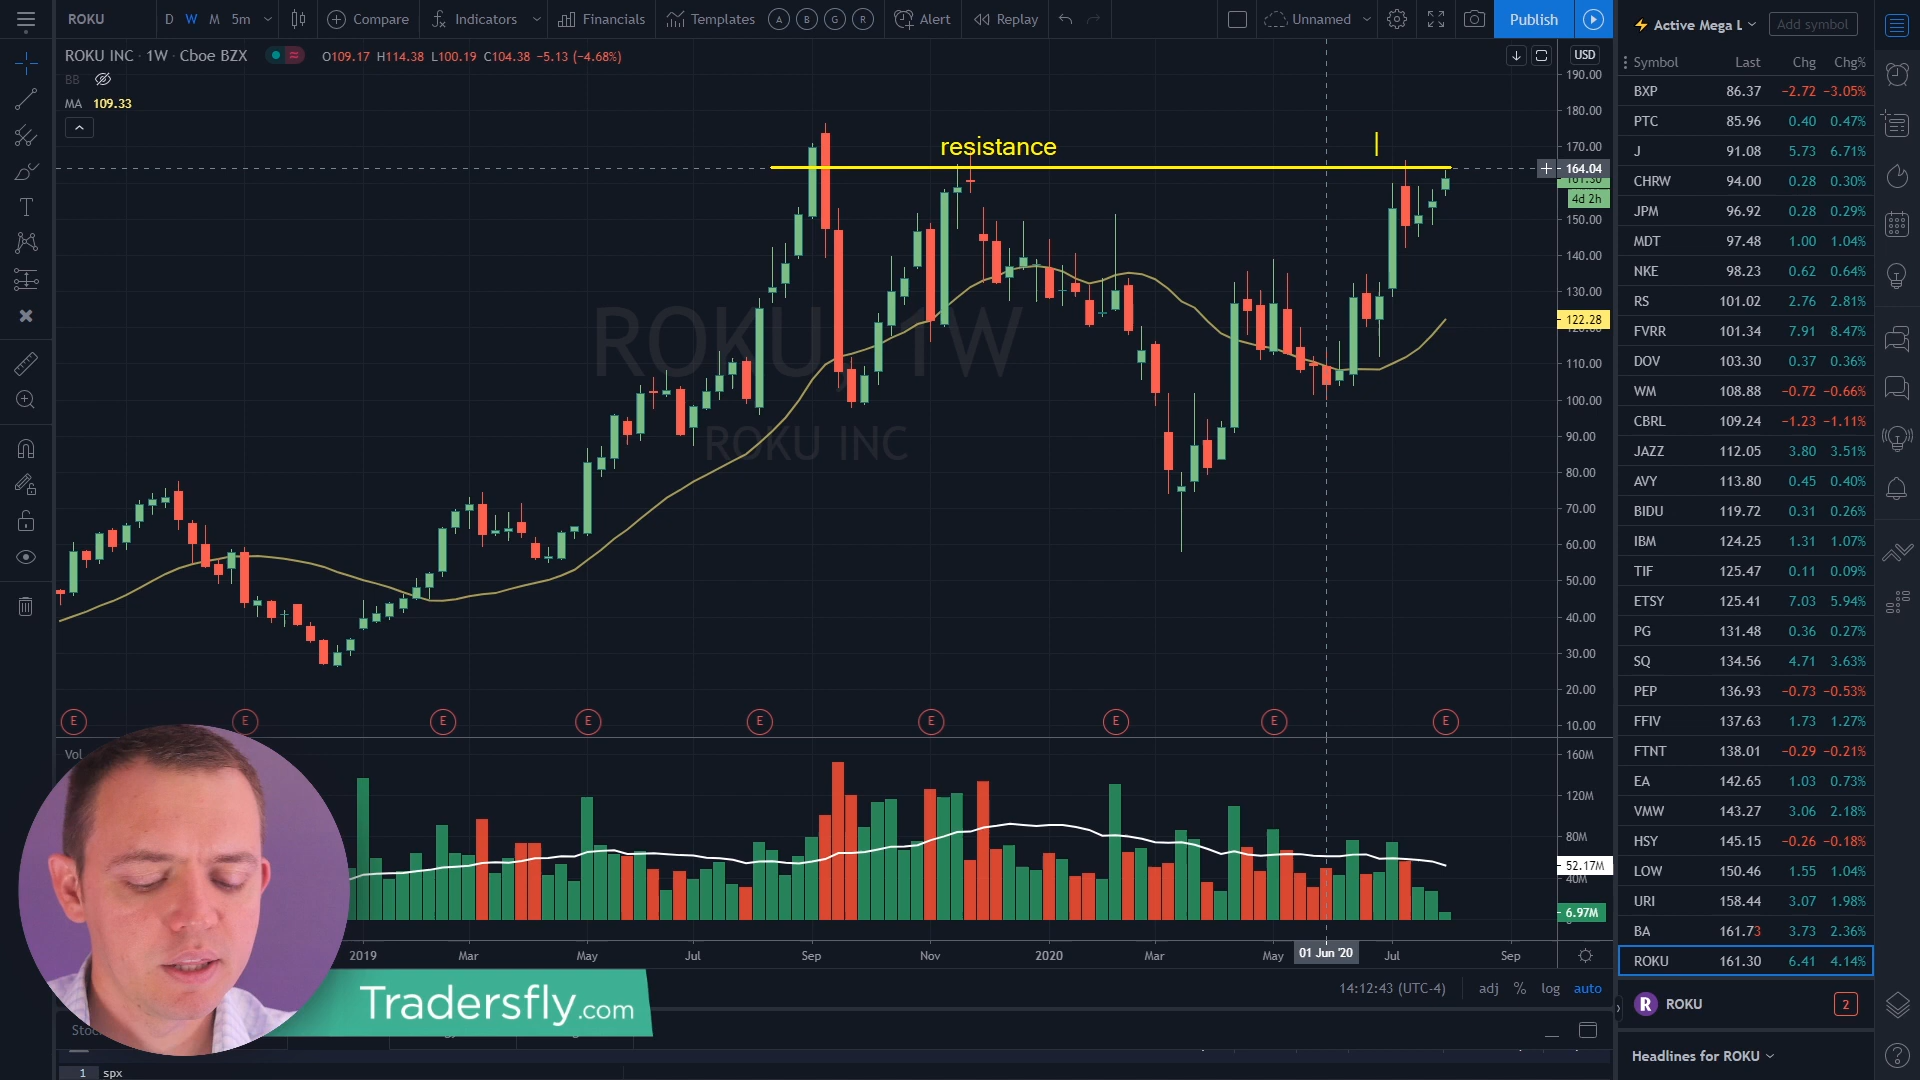 ROKU D W M 5m Compare Indicators Financials Templates A B G R Alert Replay Unnamed Publish
Active Mega L Add symbol
ROKU INC · 1W · Cboe BZX O109.17 H114.38 L100.19 C104.38 −5.13 (−4.68%) USD
BB
MA 109.33
Symbol Last Chg Chg%
BXP 86.37 −2.72 −3.05%
PTC 85.96 0.40 0.47%
J 91.08 5.73 6.71%
CHRW 94.00 0.28 0.30%
JPM 96.92 0.28 0.29%
MDT 97.48 1.00 1.04%
NKE 98.23 0.62 0.64%
RS 101.02 2.76 2.81%
FVRR 101.34 7.91 8.47%
DOV 103.30 0.37 0.36%
WM 108.88 −0.72 −0.66%
CBRL 109.24 −1.23 −1.11%
JAZZ 112.05 3.80 3.51%
AVY 113.80 0.45 0.40%
BIDU 119.72 0.31 0.26%
IBM 124.25 1.31 1.07%
TIF 125.47 0.11 0.09%
ETSY 125.41 7.03 5.94%
PG 131.48 0.36 0.27%
SQ 134.56 4.71 3.63%
PEP 136.93 −0.73 −0.53%
FFIV 137.63 1.73 1.27%
FTNT 138.01 −0.29 −0.21%
EA 142.65 1.03 0.73%
VMW 143.27 3.06 2.18%
HSY 145.15 −0.26 −0.18%
LOW 150.46 1.55 1.04%
URI 158.44 3.07 1.98%
BA 161.73 3.73 2.36%
ROKU 161.30 6.41 4.14%
ROKU 2
Headlines for ROKU
resistance
ROKU, 1W
ROKU INC
190.00
180.00
170.00
164.04
161.30
4d 2h
150.00
140.00
130.00
122.28
120.00
110.00
100.00
90.00
80.00
70.00
60.00
50.00
40.00
30.00
20.00
10.00
E E E E E E E E E
Vol
160M
120M
80M
52.17M
40M
6.97M
2019 Mar May Jul Sep Nov 2020 Mar May 01 Jun '20 Jul Sep
14:12:43 (UTC-4) adj % log auto
Tradersfly.com
1 spx